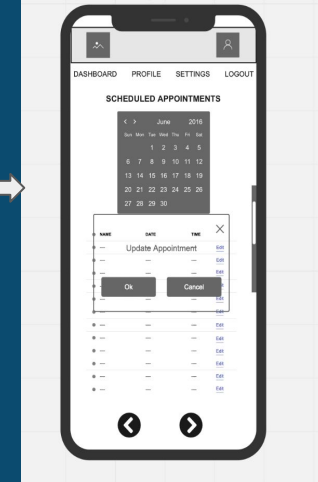 DASHBOARD PROFILE SETTINGS LOGOUT
SCHEDULED APPOINTMENTS
< > June 2016
Sun Mon Tue Wed Thu Fri Sat
1 2 3 4 5
6 7 8 9 10 11 12
13 14 15 16 17 18 19
20 21 22 23 24 25 26
27 28 29 30
NAME DATE TIME
Edit
Update Appointment
Edit
Edit
Ok Cancel
Edit
Edit
Edit
Edit
Edit
Edit
Edit
Edit
Edit